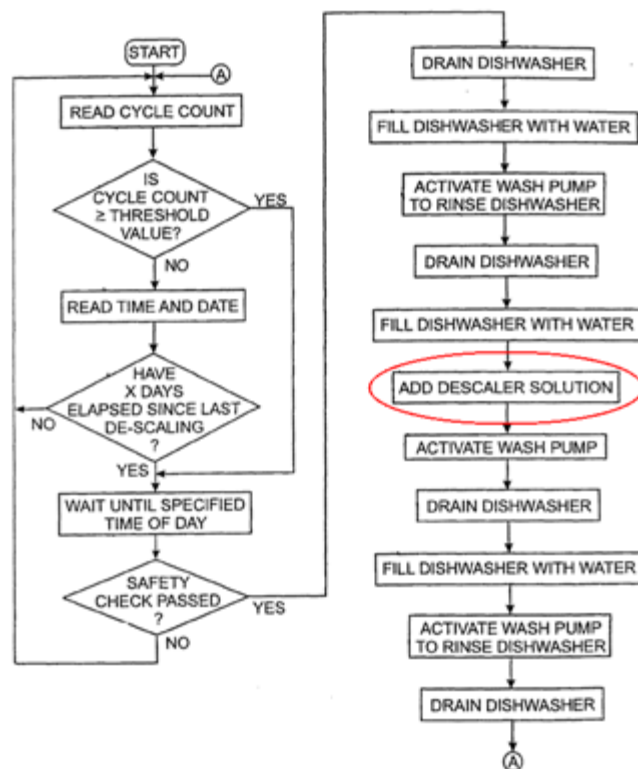 START
A
READ CYCLE COUNT
IS
CYCLE COUNT
≥ THRESHOLD
VALUE?
YES
NO
READ TIME AND DATE
HAVE
X DAYS
ELAPSED SINCE LAST
DE-SCALING
?
NO
YES
WAIT UNTIL SPECIFIED
TIME OF DAY
SAFETY
CHECK PASSED
?
YES
NO
DRAIN DISHWASHER
FILL DISHWASHER WITH WATER
ACTIVATE WASH PUMP
TO RINSE DISHWASHER
DRAIN DISHWASHER
FILL DISHWASHER WITH WATER
ADD DESCALER SOLUTION
ACTIVATE WASH PUMP
DRAIN DISHWASHER
FILL DISHWASHER WITH WATER
ACTIVATE WASH PUMP
TO RINSE DISHWASHER
DRAIN DISHWASHER
A